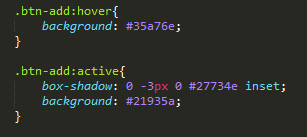 .btn-add:hover{
    background: #35a76e;
}
.btn-add:active{
    box-shadow: 0 -3px 0 #27734e inset;
    background: #21935a;
}